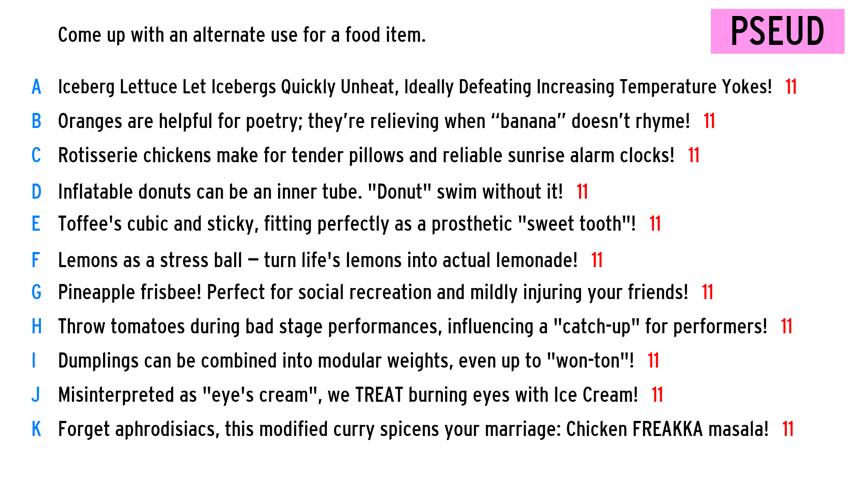 Come up with an alternate use for a food item.
PSEUD
A Iceberg Lettuce Let Icebergs Quickly Unheat, Ideally Defeating Increasing Temperature Yokes! 11
B Oranges are helpful for poetry; they're relieving when “banana” doesn't rhyme! 11
C Rotisserie chickens make for tender pillows and reliable sunrise alarm clocks! 11
D Inflatable donuts can be an inner tube. "Donut" swim without it! 11
E Toffee's cubic and sticky, fitting perfectly as a prosthetic "sweet tooth"! 11
F Lemons as a stress ball – turn life's lemons into actual lemonade! 11
G Pineapple frisbee! Perfect for social recreation and mildly injuring your friends! 11
H Throw tomatoes during bad stage performances, influencing a "catch-up" for performers! 11
I Dumplings can be combined into modular weights, even up to "won-ton"! 11
J Misinterpreted as "eye's cream", we TREAT burning eyes with Ice Cream! 11
K Forget aphrodisiacs, this modified curry spicens your marriage: Chicken FREAKKA masala! 11